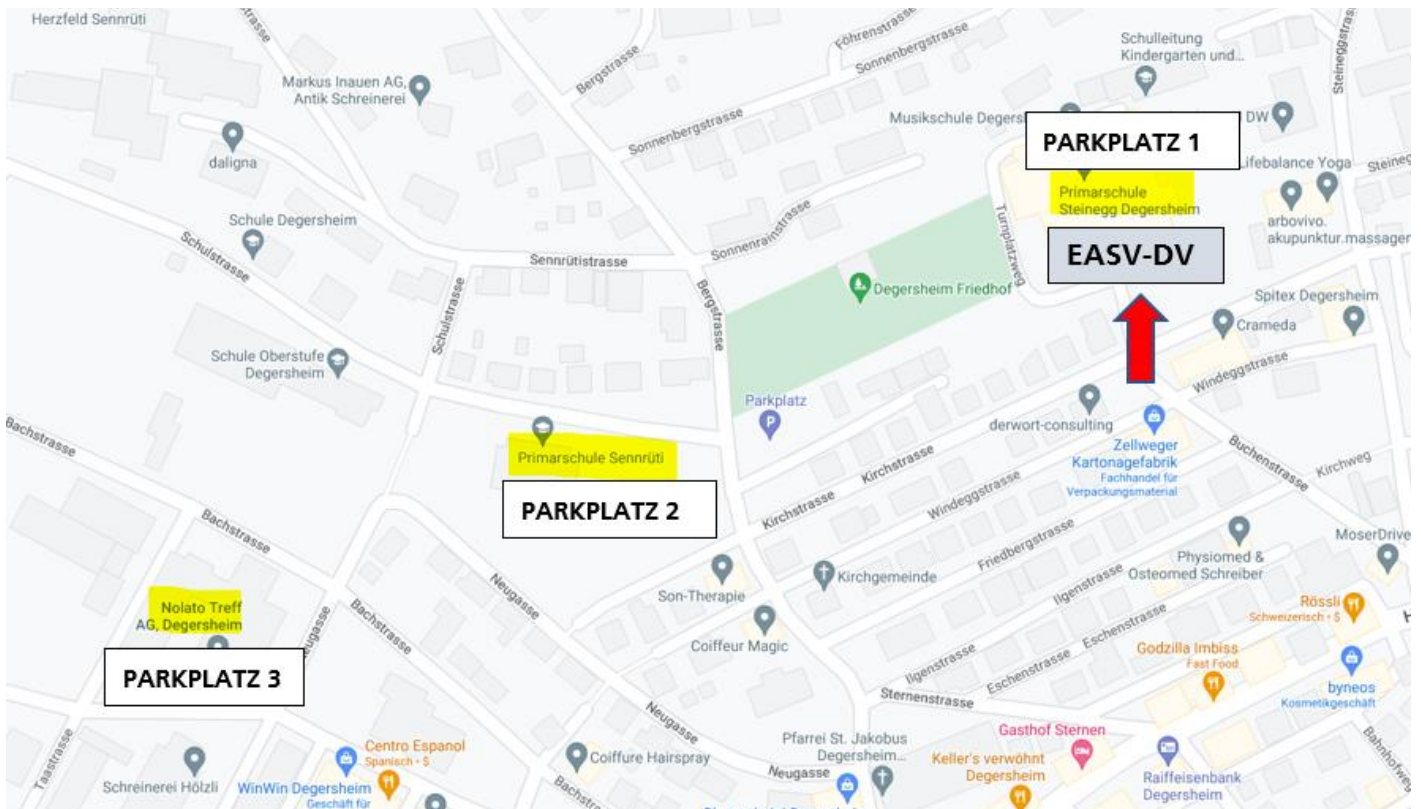 Herzfeld Sennrüti
Markus Inauen AG,
Antik Schreinerei
daligna
Schule Degersheim
Schulstrasse
Sennrütistrasse
Schulstrasse
Schule Oberstufe
Degersheim
Bergstrasse
Föhrenstrasse
Sonnenbergstrasse
Sonnenbergstrasse
Sonnenrainstrasse
Bergstrasse
Schulleitung
Kindergarten und...
Musikschule Degersh
DW
Steineggstrasse
PARKPLATZ 1
Lifebalance Yoga
Primarschule
Steinegg Degersheim
arbovivo.
akupunktur.massagen
Turnplatzweg
EASV-DV
Degersheim Friedhof
Spitex Degersheim
Crameda
Windeggstrasse
Parkplatz
P
derwort-consulting
Zellweger
Kartonagefabrik
Fachhandel für
Verpackungsmaterial
Buchenstrasse
Kirchweg
Bachstrasse
Primarschule Sennrüti
PARKPLATZ 2
Kirchstrasse
Kirchstrasse
Windeggstrasse
Friedbergstrasse
Bachstrasse
Neugasse
Son-Therapie
Kirchgemeinde
Ilgenstrasse
Physiomed &
Osteomed Schreiber
MoserDrive
Nolato Treff
AG, Degersheim
PARKPLATZ 3
Bachstrasse
Coiffeur Magic
Ilgenstrasse
Eschenstrasse
Eschenstrasse
Rössli
Schweizerisch • $
Godzilla Imbiss
Fast Food
byneos
Kosmetikgeschäft
Sternenstrasse
Neugasse
Taastrasse
Schreinerei Hölzli
WinWin Degersheim
Geschäft für
Centro Espanol
Spanisch • $
Coiffure Hairspray
Neugasse
Pfarrei St. Jakobus
Degersheim...
Gasthof Sternen
Keller's verwöhnt
Degersheim
Raiffeisenbank
Degersheim
Bahnhofweg